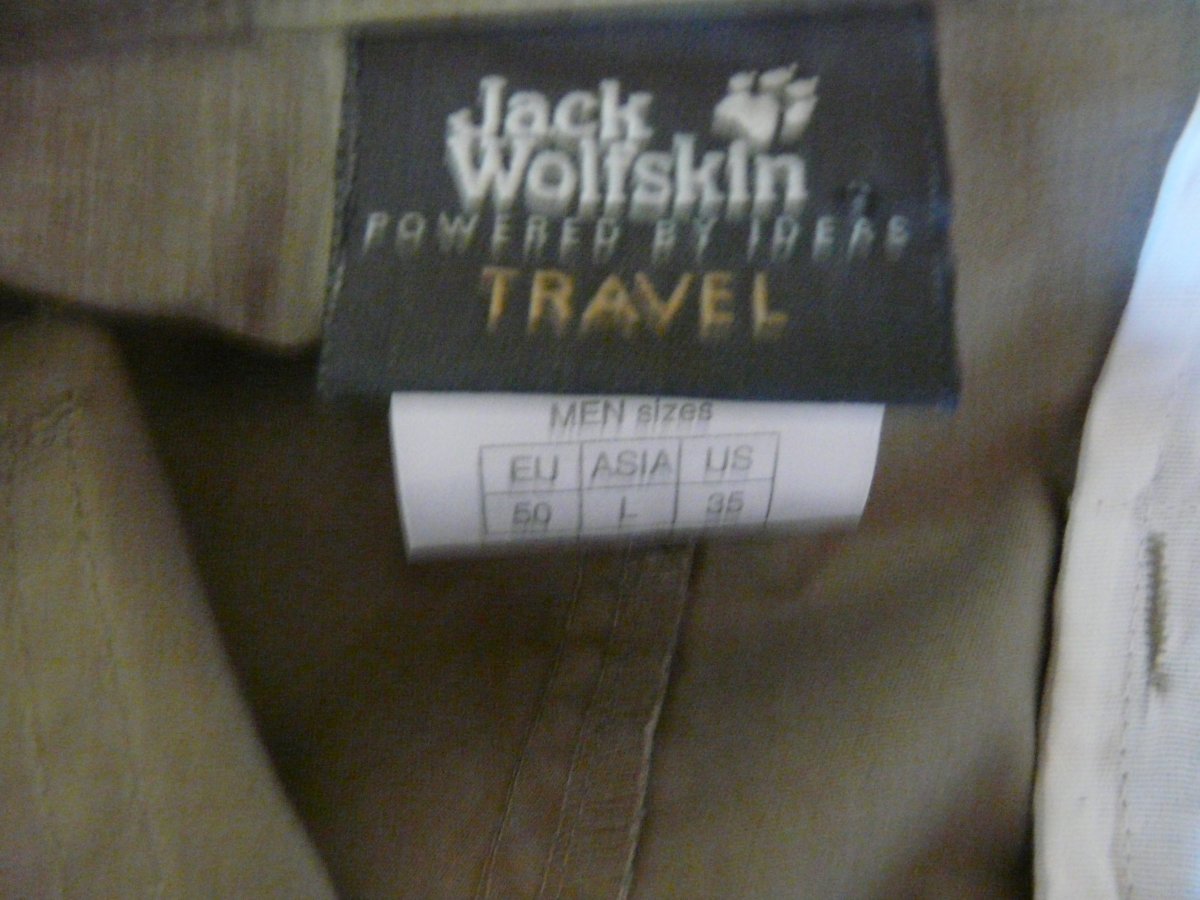 Jack
Wolfskin
POWERED BY IDEAS
TRAVEL
MEN sizes
EU ASIA US
50 L 35